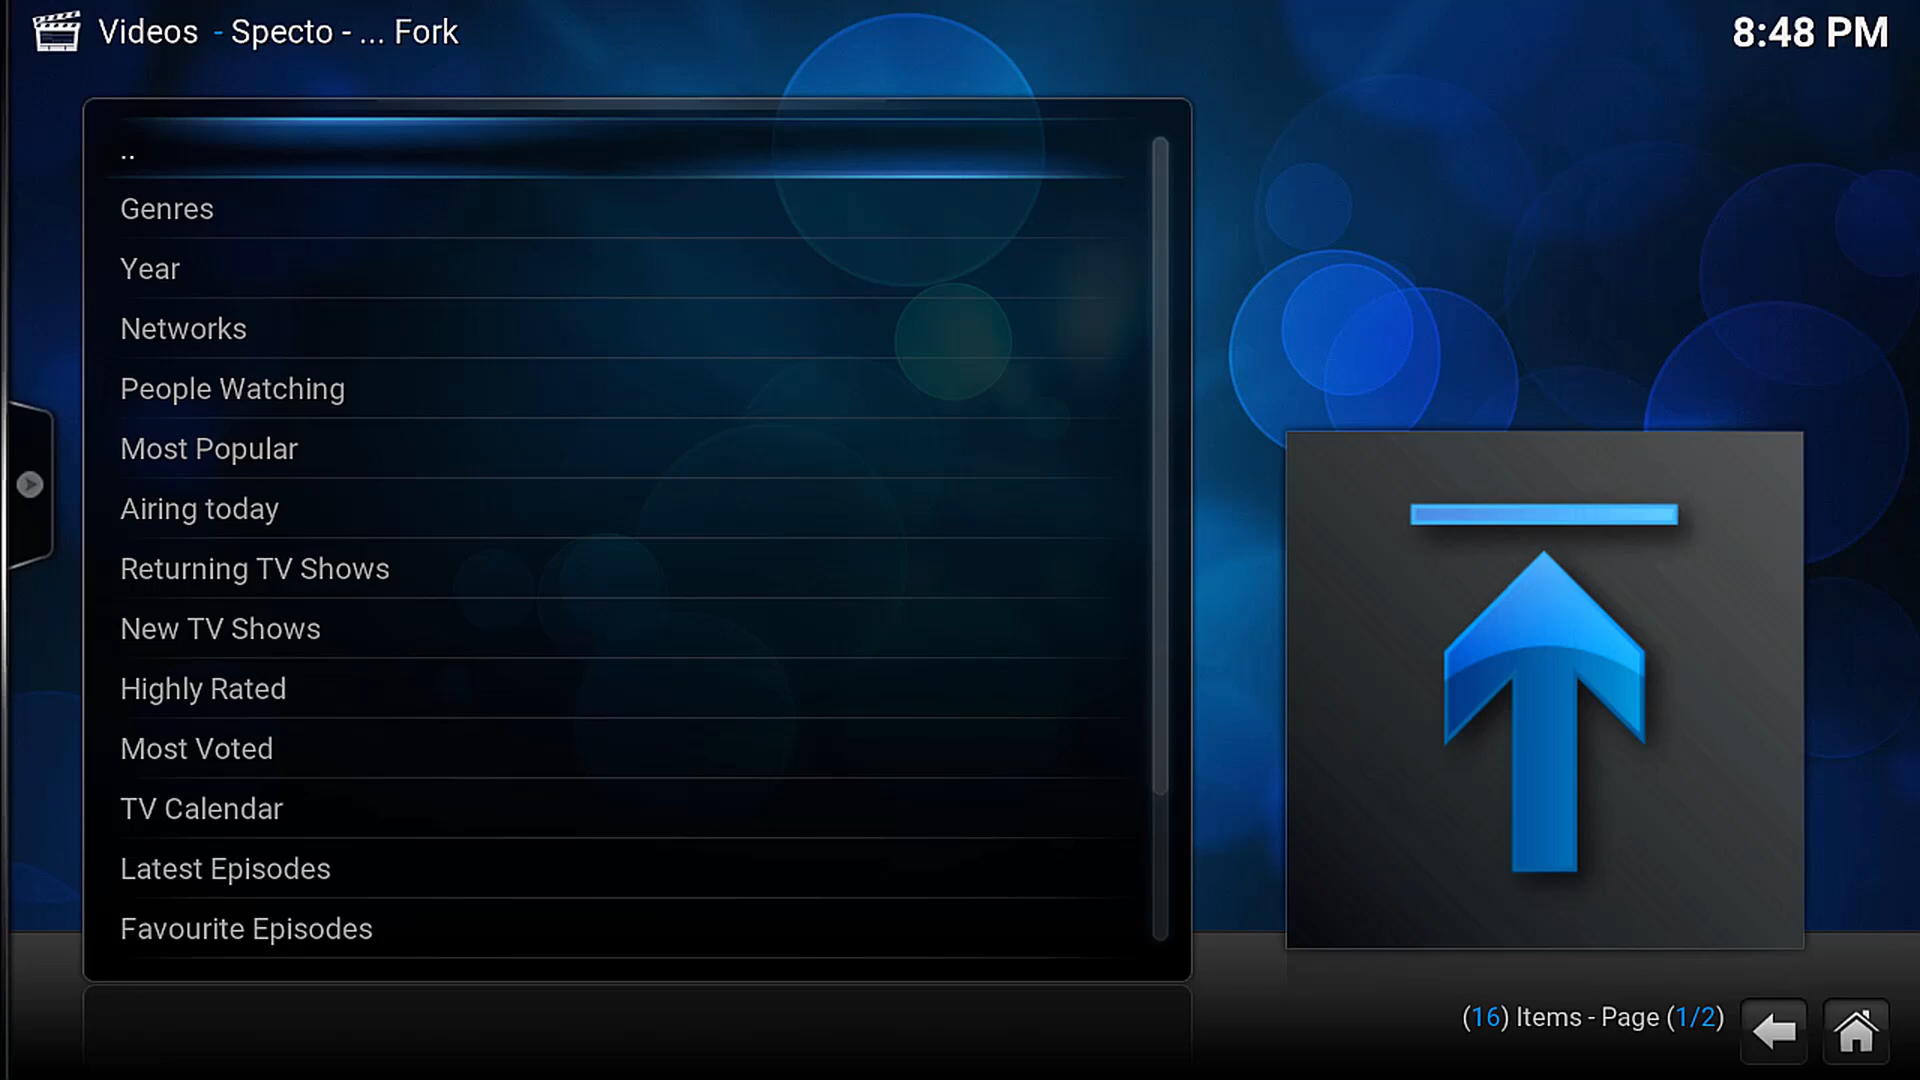 Videos - Specto - ... Fork
8:48 PM
..
Genres
Year
Networks
People Watching
Most Popular
Airing today
Returning TV Shows
New TV Shows
Highly Rated
Most Voted
TV Calendar
Latest Episodes
Favourite Episodes
(16) Items - Page (1/2)